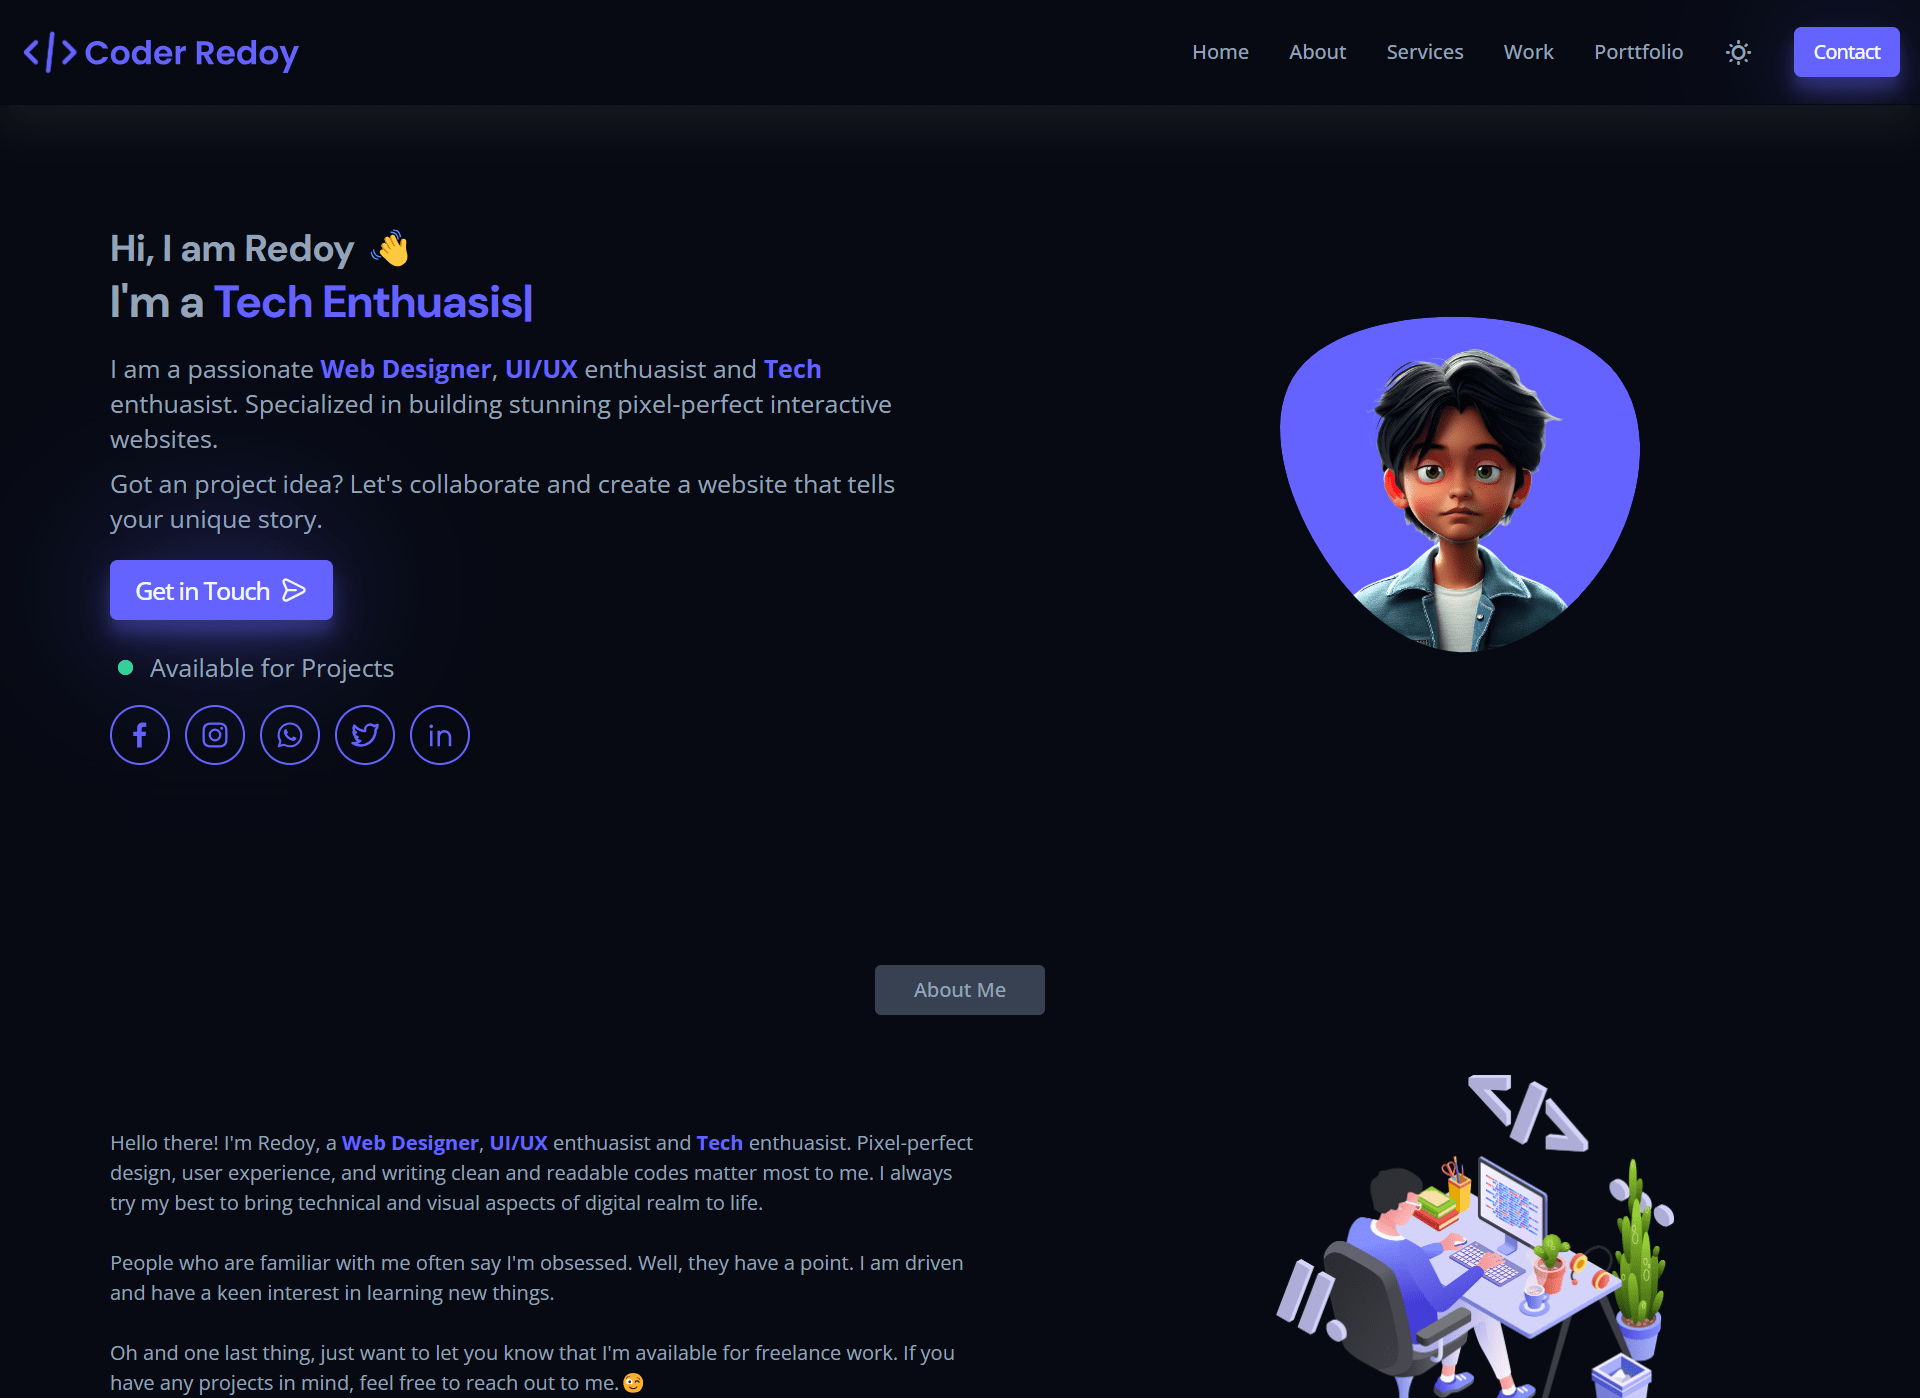 </> Coder Redoy
Home About Services Work Porttfolio Contact
Hi, I am Redoy 👋
I'm a Tech Enthuasis|
I am a passionate Web Designer, UI/UX enthuasist and Tech
enthuasist. Specialized in building stunning pixel-perfect interactive
websites.
Got an project idea? Let's collaborate and create a website that tells
your unique story.
Get in Touch
Available for Projects
About Me
Hello there! I'm Redoy, a Web Designer, UI/UX enthusiast and Tech enthusiast. Pixel-perfect
design, user experience, and writing clean and readable codes matter most to me. I always
try my best to bring technical and visual aspects of digital realm to life.
People who are familiar with me often say I'm obsessed. Well, they have a point. I am driven
and have a keen interest in learning new things.
Oh and one last thing, just want to let you know that I'm available for freelance work. If you
have any projects in mind, feel free to reach out to me.😉